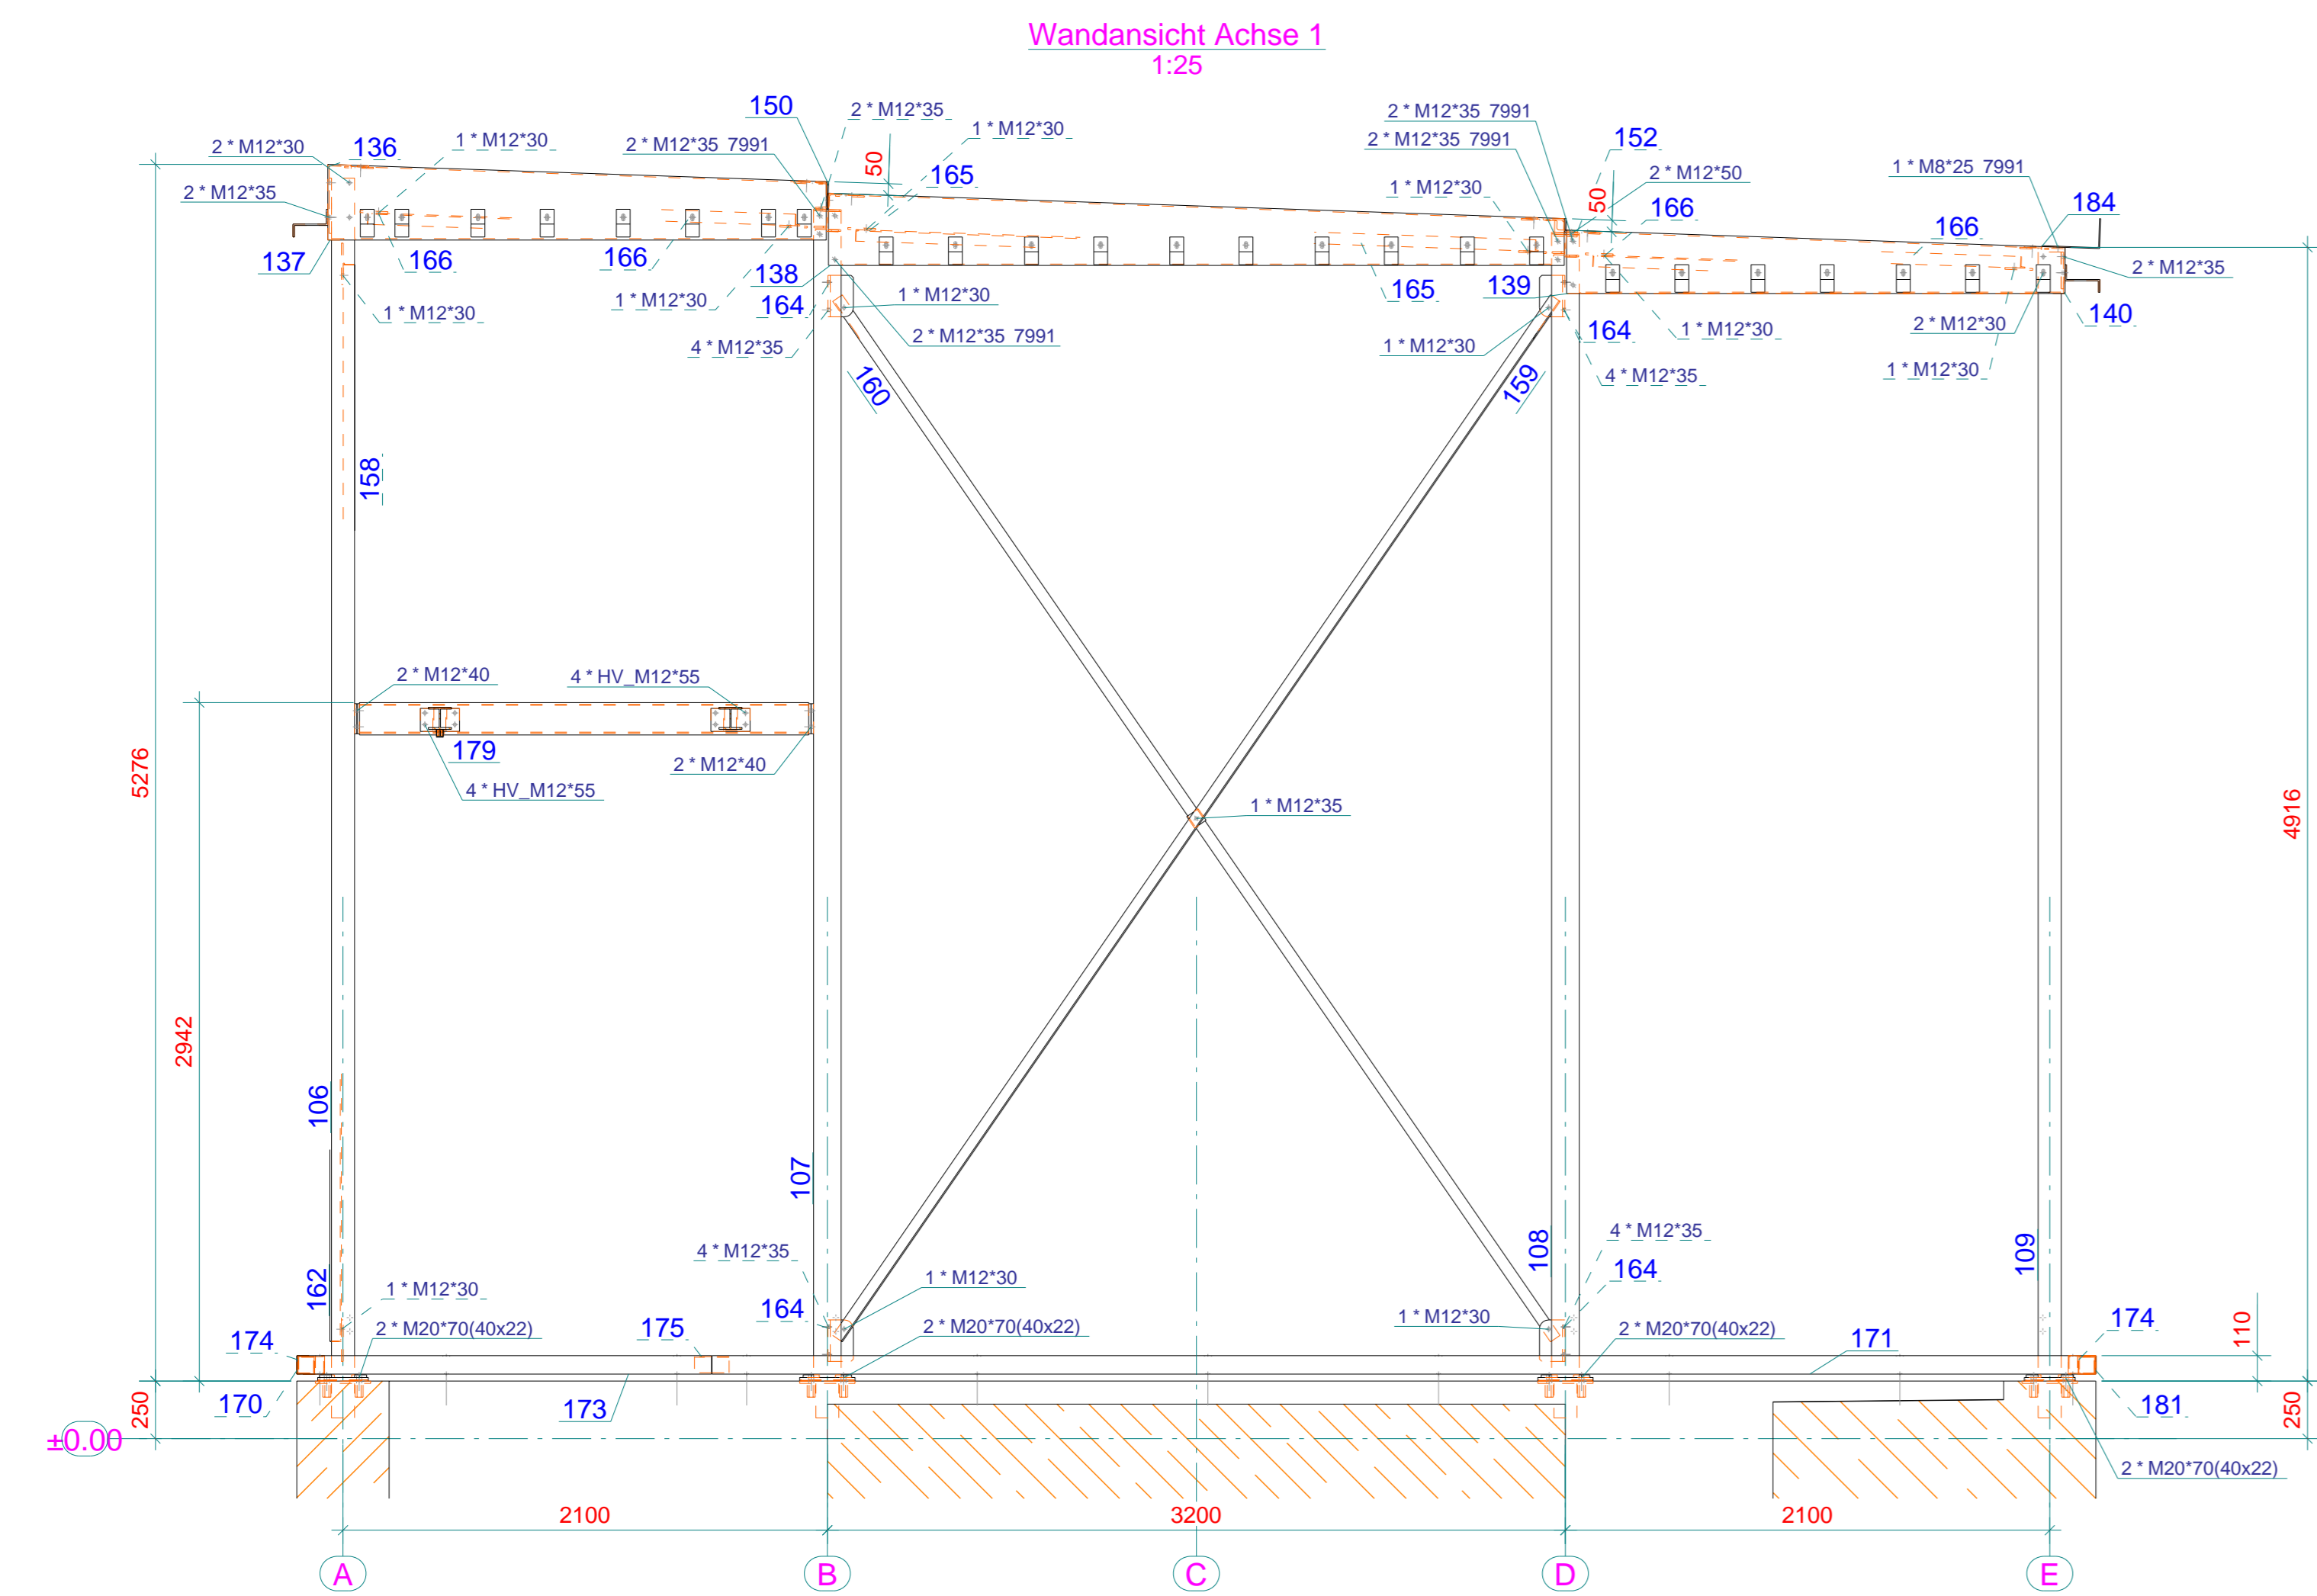 Wandansicht Achse 1
1:25
150
2 * M12*35
2 * M12*35 7991
2 * M12*30
136
1 * M12*30
2 * M12*35 7991
1 * M12*30
50
165
2 * M12*35 7991
152
2 * M12*50
1 * M8*25 7991
2 * M12*35
1 * M12*30
50
166
166
184
137
166
166
138
165
139
2 * M12*35
1 * M12*30
1 * M12*30
164
1 * M12*30
2 * M12*35 7991
4 * M12*35
1 * M12*30
164
1 * M12*30
2 * M12*30
140
160
159
4 * M12*35
1 * M12*30
158
2 * M12*40
4 * HV_M12*55
179
2 * M12*40
4 * HV_M12*55
1 * M12*35
5276
4916
2942
106
107
108
109
162
1 * M12*30
4 * M12*35
1 * M12*30
4 * M12*35
164
164
174
2 * M20*70(40x22)
175
164
2 * M20*70(40x22)
1 * M12*30
2 * M20*70(40x22)
171
174
110
170
173
181
250
250
±0.00
2 * M20*70(40x22)
2100
3200
2100
A
B
C
D
E